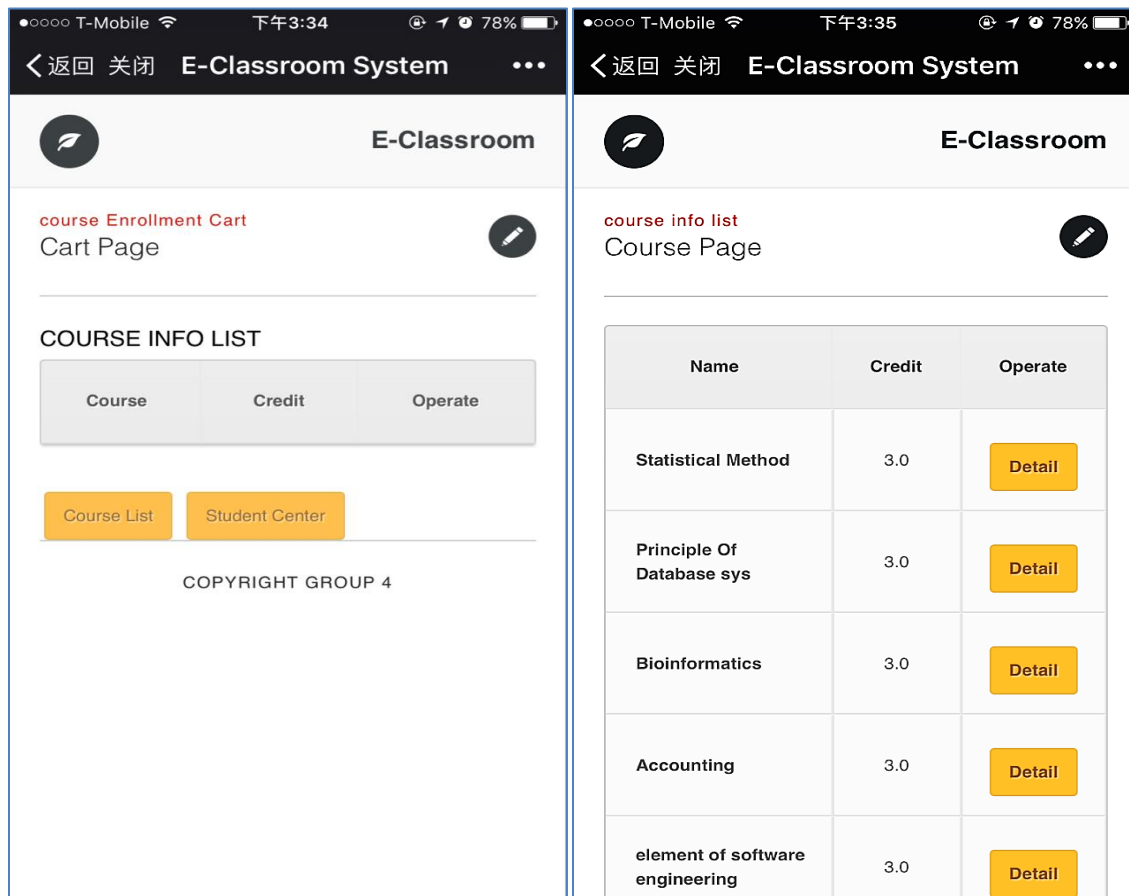 T-Mobile 下午3:34 78%
返回 关闭 E-Classroom System
E-Classroom
course Enrollment Cart
Cart Page
COURSE INFO LIST
Course Credit Operate
Course List Student Center
COPYRIGHT GROUP 4
T-Mobile 下午3:35 78%
返回 关闭 E-Classroom System
E-Classroom
course info list
Course Page
Name Credit Operate
Statistical Method 3.0 Detail
Principle Of
Database sys 3.0 Detail
Bioinformatics 3.0 Detail
Accounting 3.0 Detail
element of software
engineering 3.0 Detail